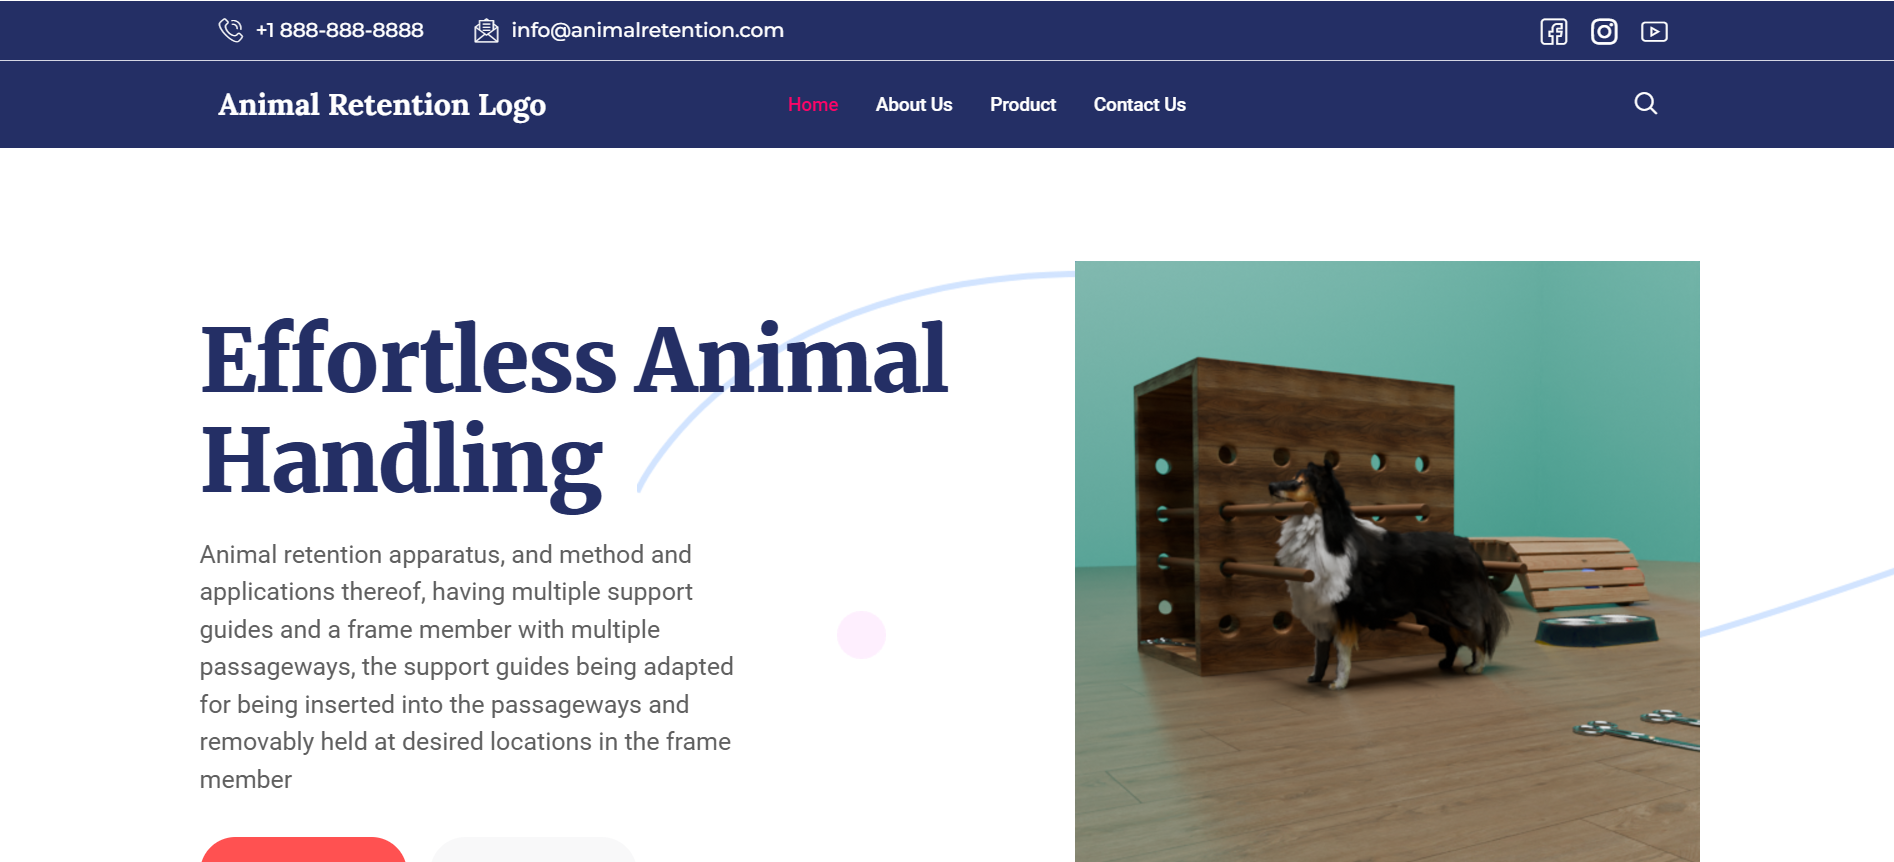 +1 888-888-8888
info@animalretention.com
Animal Retention Logo
Home
About Us
Product
Contact Us
Effortless Animal
Handling
Animal retention apparatus, and method and
applications thereof, having multiple support
guides and a frame member with multiple
passageways, the support guides being adapted
for being inserted into the passageways and
removably held at desired locations in the frame
member